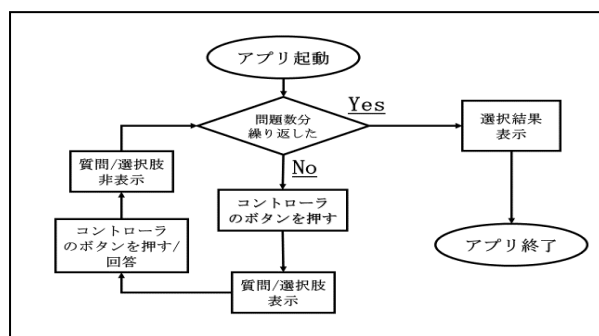 アプリ起動
問題数分
繰り返した
Yes
選択結果
表示
アプリ終了
No
コントローラ
のボタンを押す
質問/選択肢
表示
コントローラ
のボタンを押す/
回答
質問/選択肢
非表示